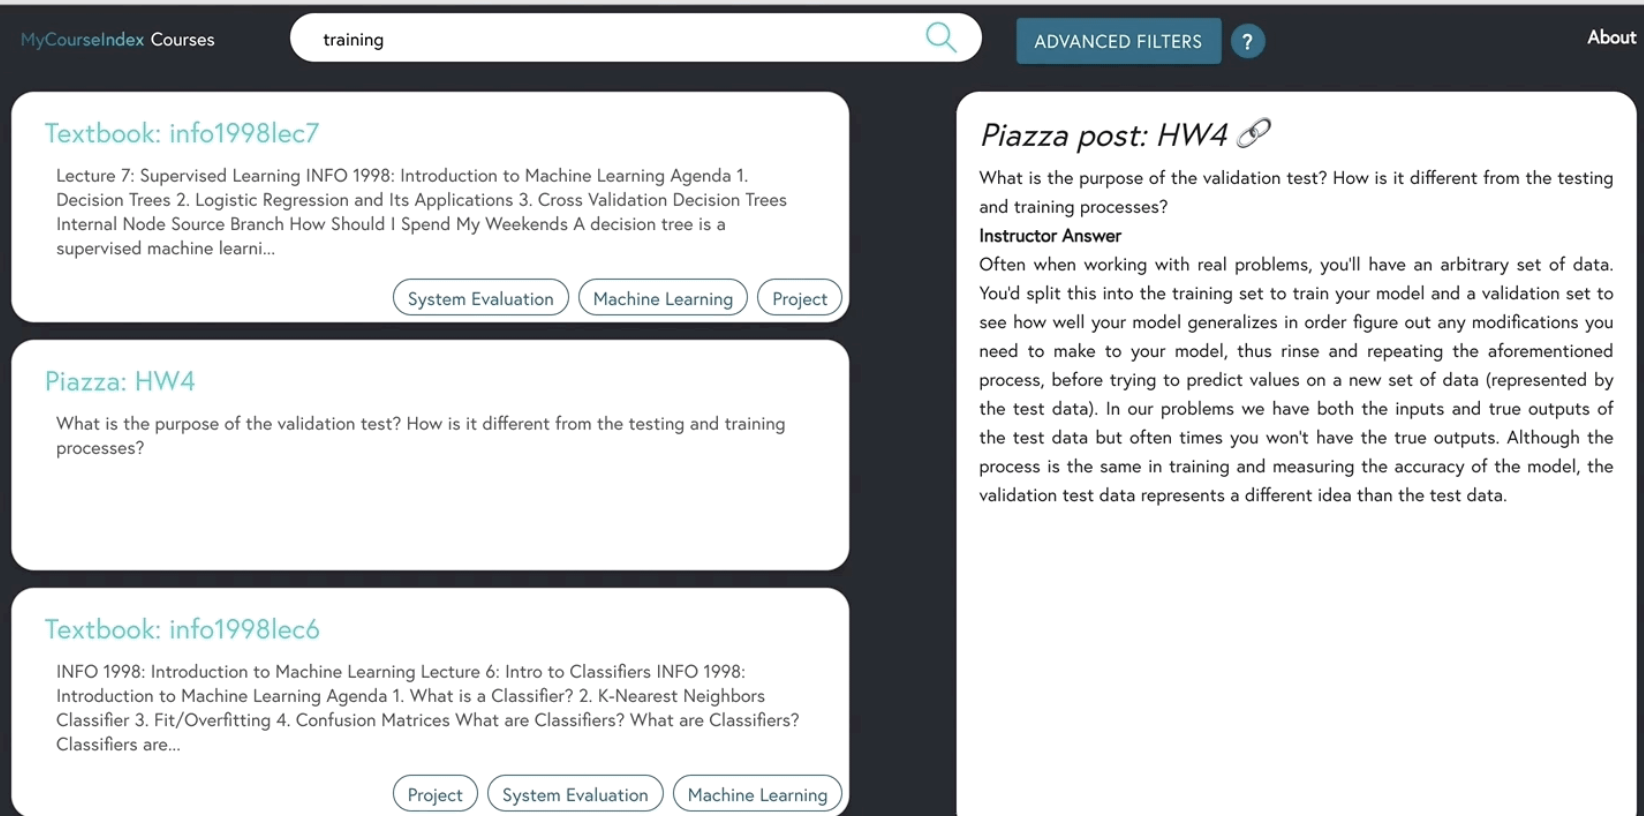 MyCourseIndex Courses
training
ADVANCED FILTERS
?
About
Textbook: info1998lec7
Lecture 7: Supervised Learning INFO 1998: Introduction to Machine Learning Agenda 1.
Decision Trees 2. Logistic Regression and Its Applications 3. Cross Validation Decision Trees
Internal Node Source Branch How Should I Spend My Weekends A decision tree is a
supervised machine learni...
System Evaluation
Machine Learning
Project
Piazza: HW4
What is the purpose of the validation test? How is it different from the testing and training
processes?
Textbook: info1998lec6
INFO 1998: Introduction to Machine Learning Lecture 6: Intro to Classifiers INFO 1998:
Introduction to Machine Learning Agenda 1. What is a Classifier? 2. K-Nearest Neighbors
Classifier 3. Fit/Overfitting 4. Confusion Matrices What are Classifiers? What are Classifiers?
Classifiers are...
Project
System Evaluation
Machine Learning
Piazza post: HW4
What is the purpose of the validation test? How is it different from the testing
and training processes?
Instructor Answer
Often when working with real problems, you'll have an arbitrary set of data.
You'd split this into the training set to train your model and a validation set to
see how well your model generalizes in order figure out any modifications you
need to make to your model, thus rinse and repeating the aforementioned
process, before trying to predict values on a new set of data (represented by
the test data). In our problems we have both the inputs and true outputs of
the test data but often times you won't have the true outputs. Although the
process is the same in training and measuring the accuracy of the model, the
validation test data represents a different idea than the test data.